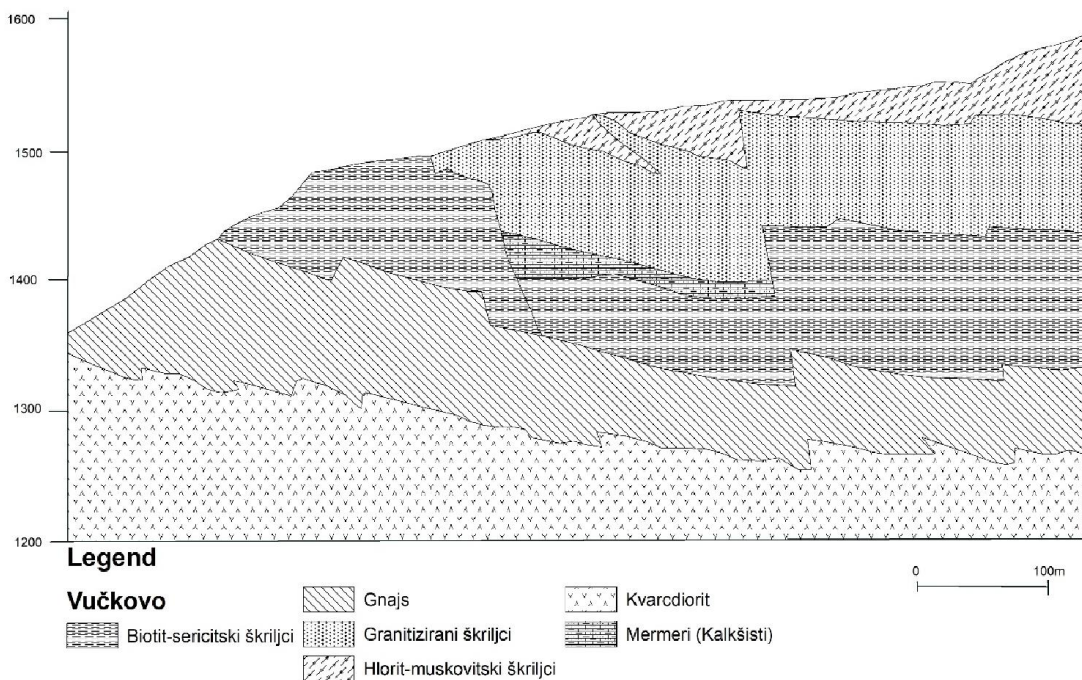 1600
1500
1400
1300
1200
Legend
0 100m
Vučkovo
Gnajs
Kvarcdiorit
Biotit-sericitski škriljci
Granitizirani škriljci
Mermeri (Kalkšisti)
Hlorit-muskovitski škriljci